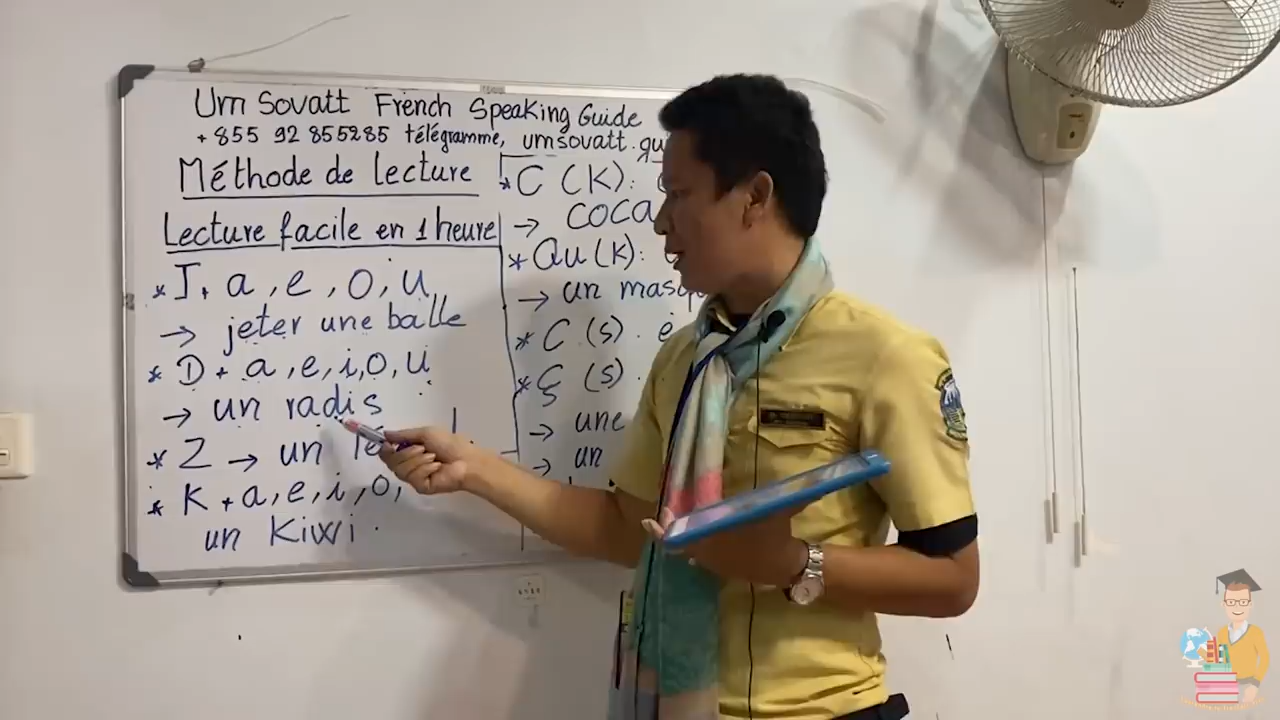 Um Sovatt French Speaking Guide
+855 92 855285 télégramme, umsovatt.gu
Méthode de lecture
Lecture facile en 1 heure
* J + a, e, o, u
→ jeter une balle
* D + a, e, i, o, u
→ un radis
* Z → un
* K + a, e, i, o,
un Kiwi.
* C (K):
→ coca
* Qu (K):
→ un masq
* C (s).
* Ç (s).
→ une
→ un